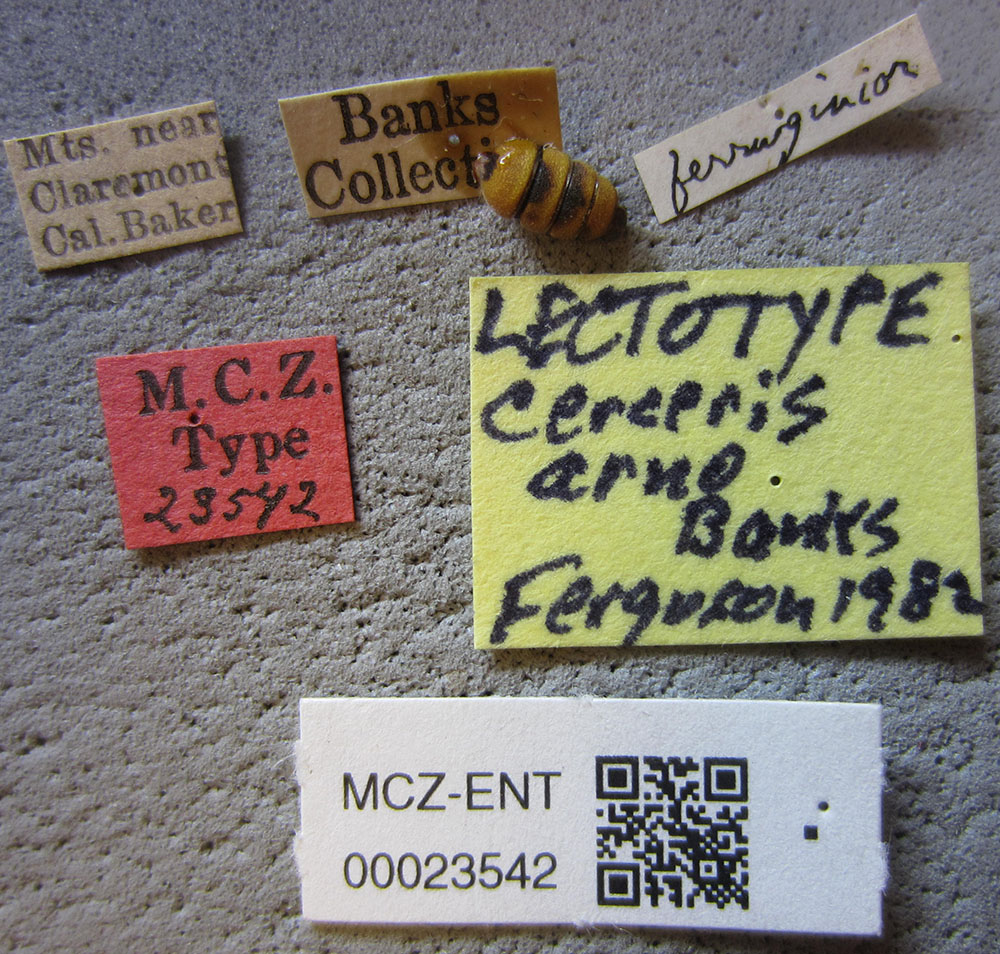 Mts. near
Claremont
Cal. Baker
Banks
Collecti
ferruginior
M.C.Z.
Type
23542
LECTOTYPE
Cerceris
arno
Banks
Ferguson 1982
MCZ-ENT
00023542